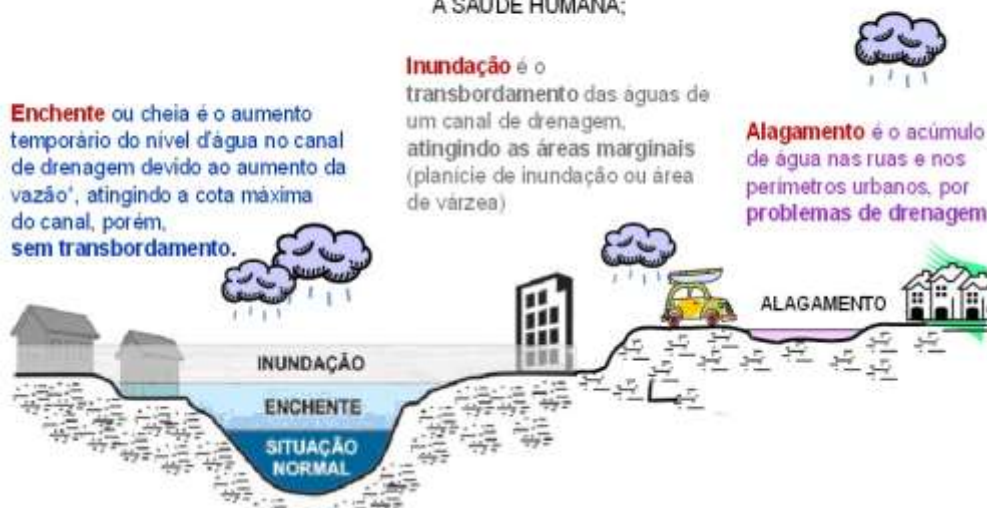 À SAÚDE HUMANA;
Enchente ou cheia é o aumento
temporário do nível d'água no canal
de drenagem devido ao aumento da
vazão*, atingindo a cota máxima
do canal, porém,
sem transbordamento.
Inundação é o
transbordamento das águas de
um canal de drenagem,
atingindo as áreas marginais
(planície de inundação ou área
de várzea)
Alagamento é o acúmulo
de água nas ruas e nos
perímetros urbanos, por
problemas de drenagem
ALAGAMENTO
INUNDAÇÃO
ENCHENTE
SITUAÇÃO
NORMAL